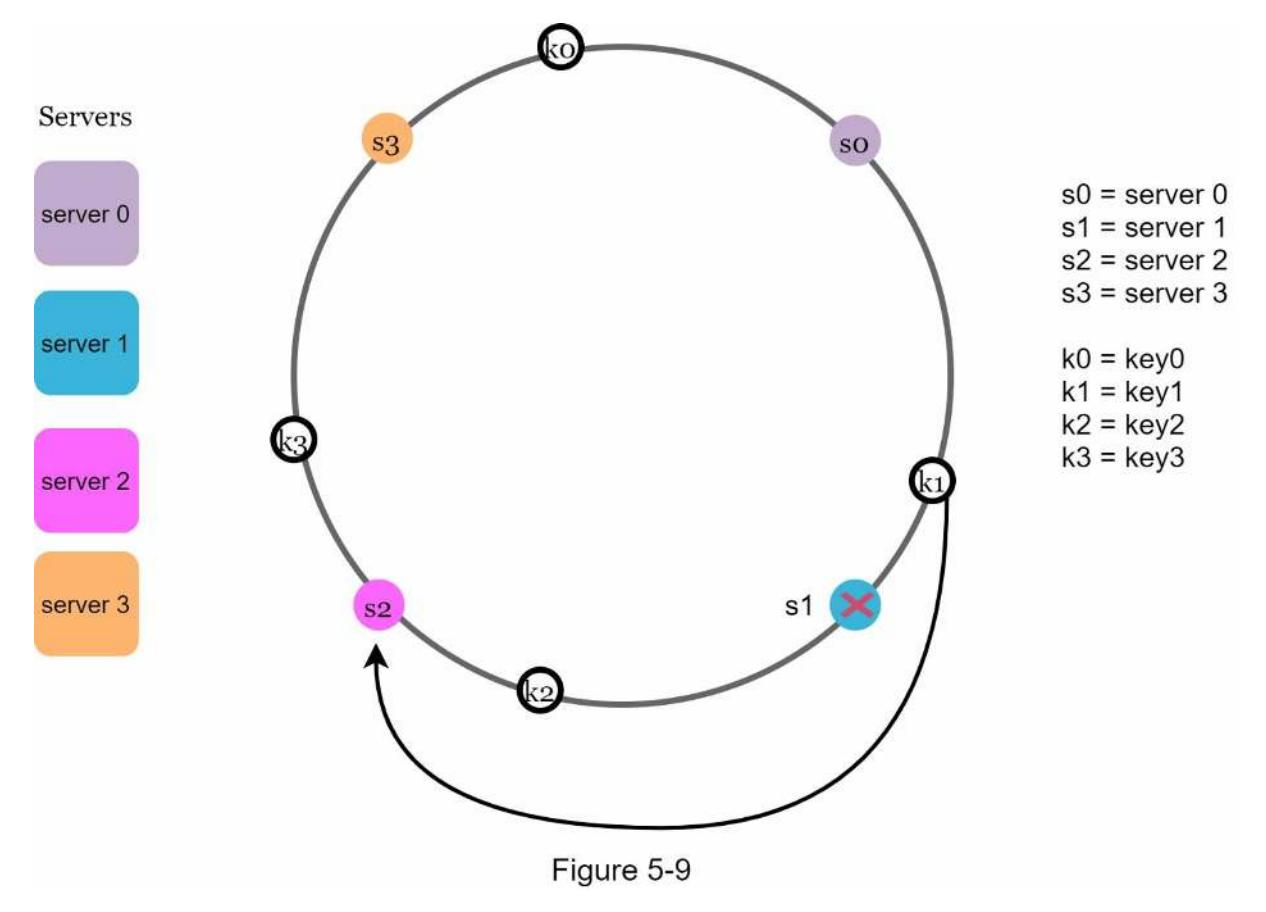 k0
Servers
s3
s0
server 0
s0 = server 0
s1 = server 1
s2 = server 2
s3 = server 3
server 1
k0 = key0
k1 = key1
k2 = key2
k3 = key3
k3
server 2
k1
server 3
s2
s1
k2
Figure 5-9